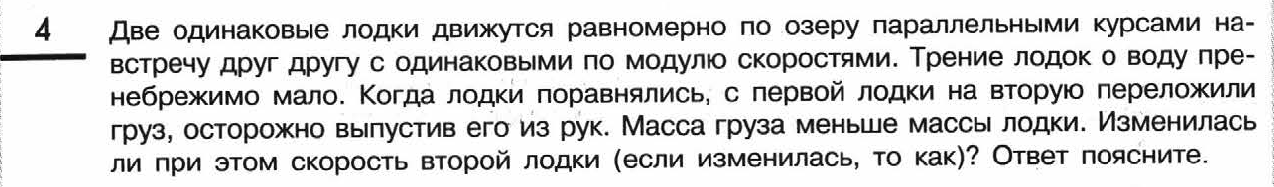 4
Две одинаковые лодки движутся равномерно по озеру параллельными курсами на-
встречу друг другу с одинаковыми по модулю скоростями. Трение лодок о воду пре-
небрежимо мало. Когда лодки поравнялись, с первой лодки на вторую переложили
груз, осторожно выпустив его из рук. Масса груза меньше массы лодки. Изменилась
ли при этом скорость второй лодки (если изменилась, то как)? Ответ поясните.